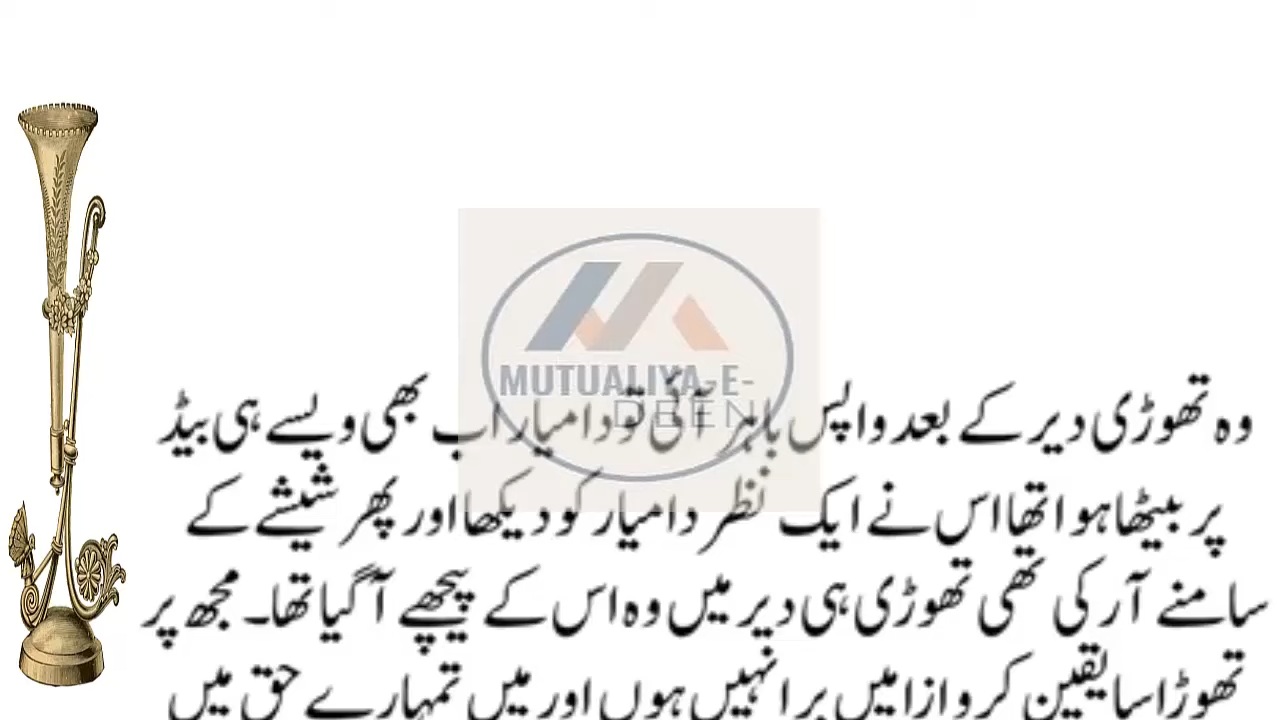 MUTUALIYA-E-
DEEN
وہ تھوڑی دیر کے بعد واپس باہر آئی تو دامیار اب بھی ویسے ہی بیڈ
پر بیٹھا ہوا تھا اس نے ایک نظر دامیار کو دیکھا اور پھر شیشے کے
سامنے آ رکی تھی تھوڑی ہی دیر میں وہ اس کے پیچھے آ گیا تھا۔ مجھ پر
تھوڑا سا یقین کرو ازا میں برا نہیں ہوں اور میں تمہارے حق میں